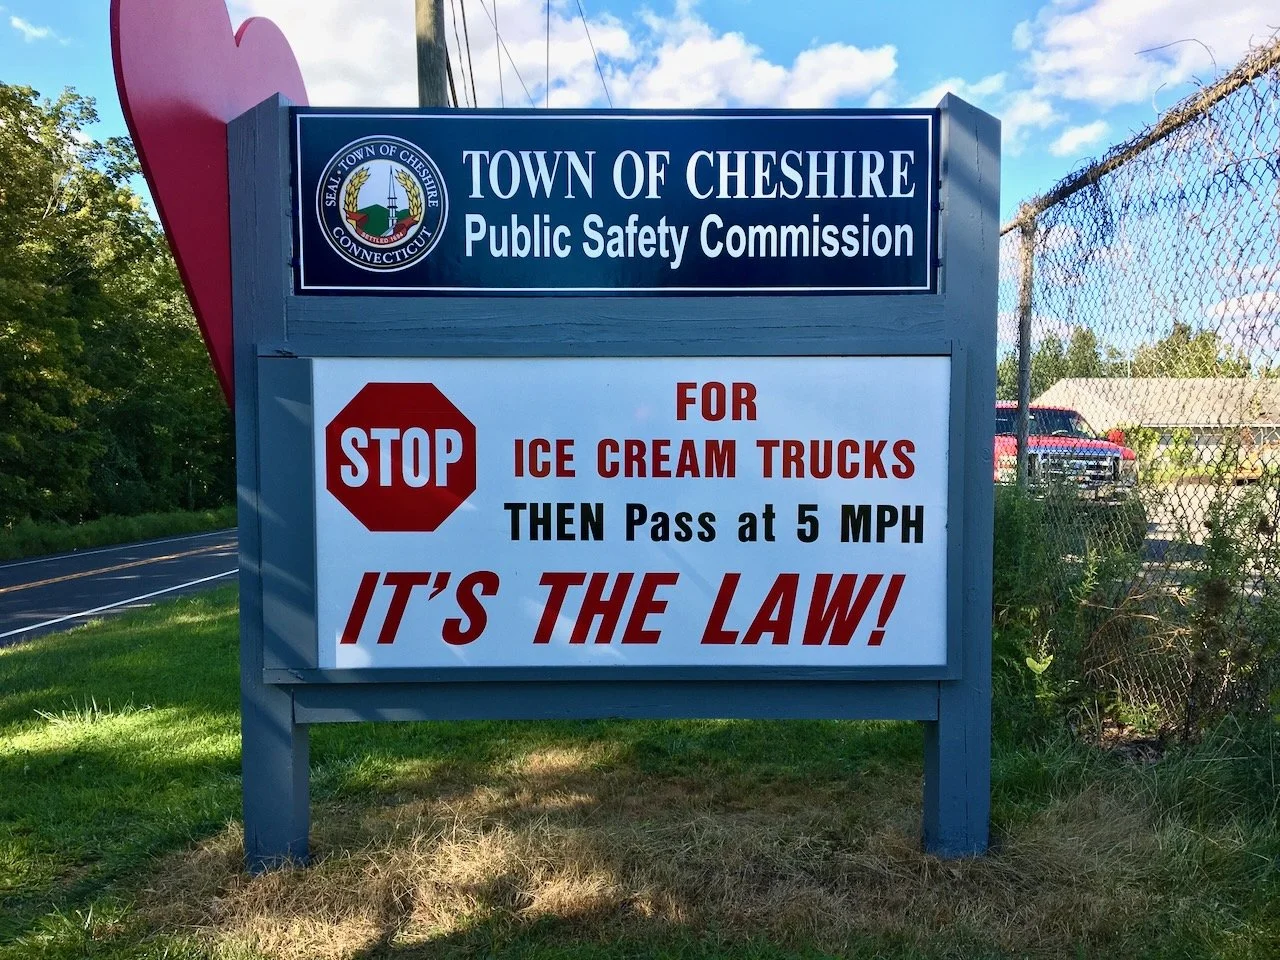 SEAL • TOWN OF CHESHIRE
CONNECTICUT
SETTLED 1694
TOWN OF CHESHIRE
Public Safety Commission
STOP
FOR
ICE CREAM TRUCKS
THEN Pass at 5 MPH
IT'S THE LAW!